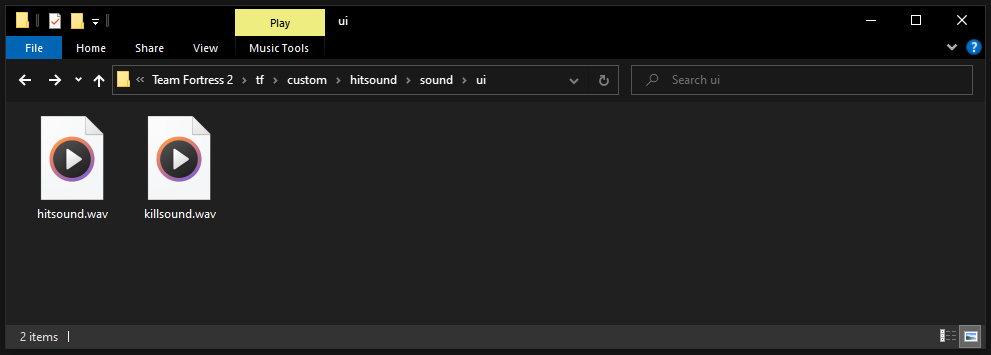 Play
ui
File
Home
Share
View
Music Tools
?
« Team Fortress 2 › tf › custom › hitsound › sound › ui
Search ui
hitsound.wav
killsound.wav
2 items